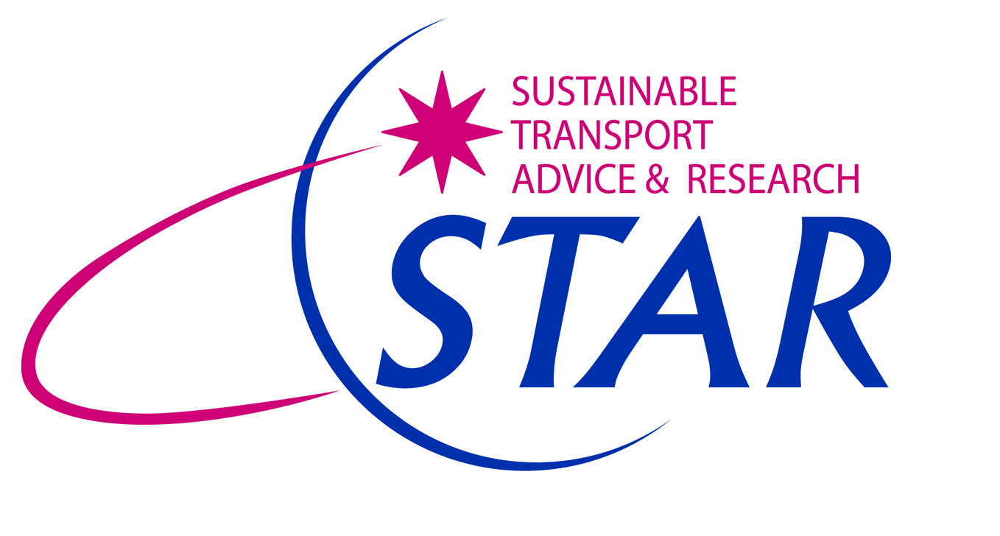 SUSTAINABLE
TRANSPORT
ADVICE & RESEARCH
STAR